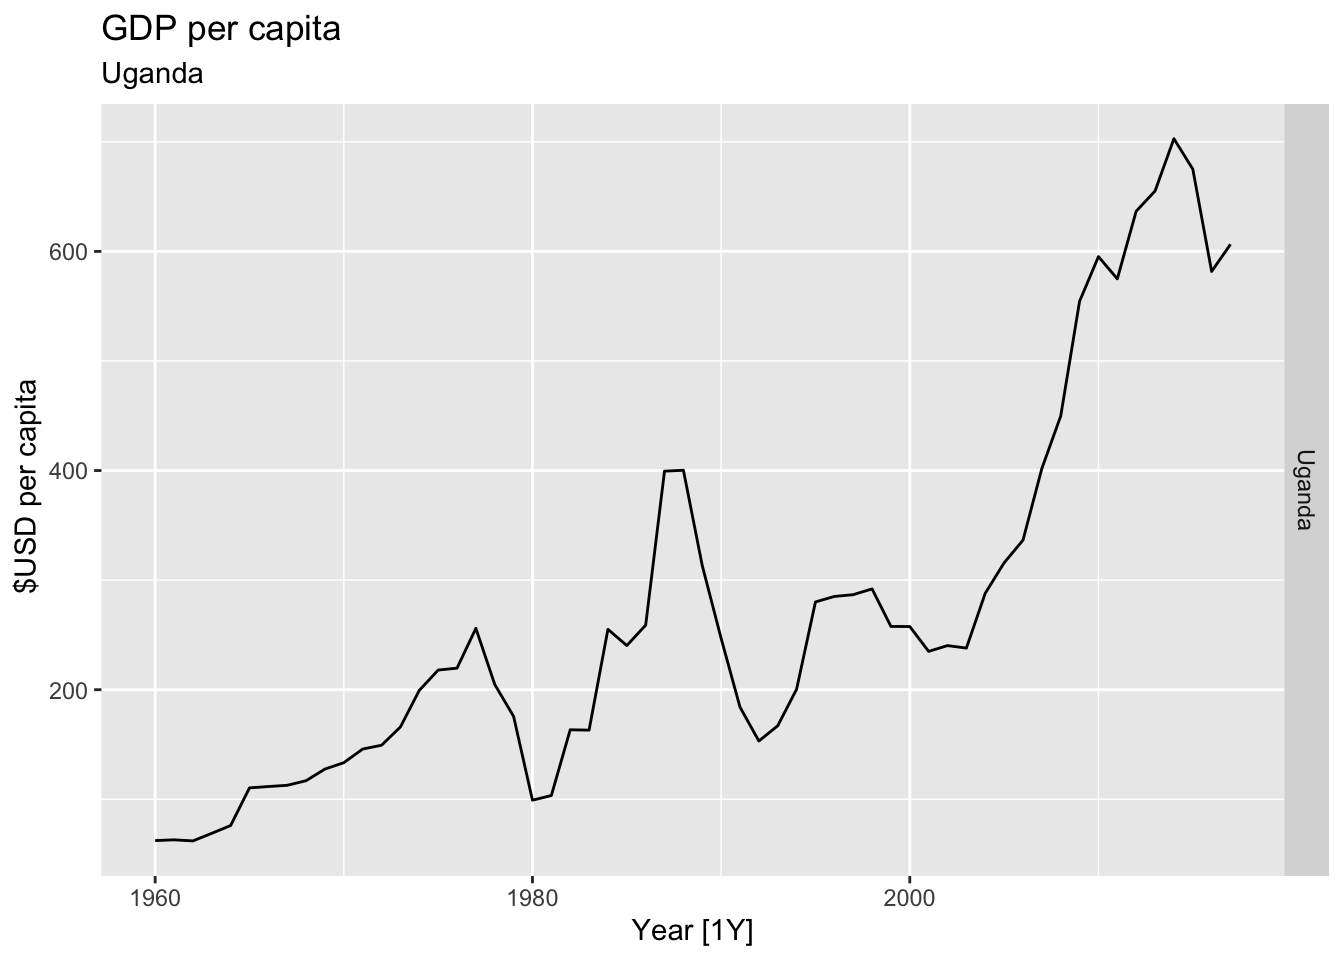 GDP per capita
Uganda
600
400
200
$USD per capita
Uganda
1960
1980
2000
Year [1Y]